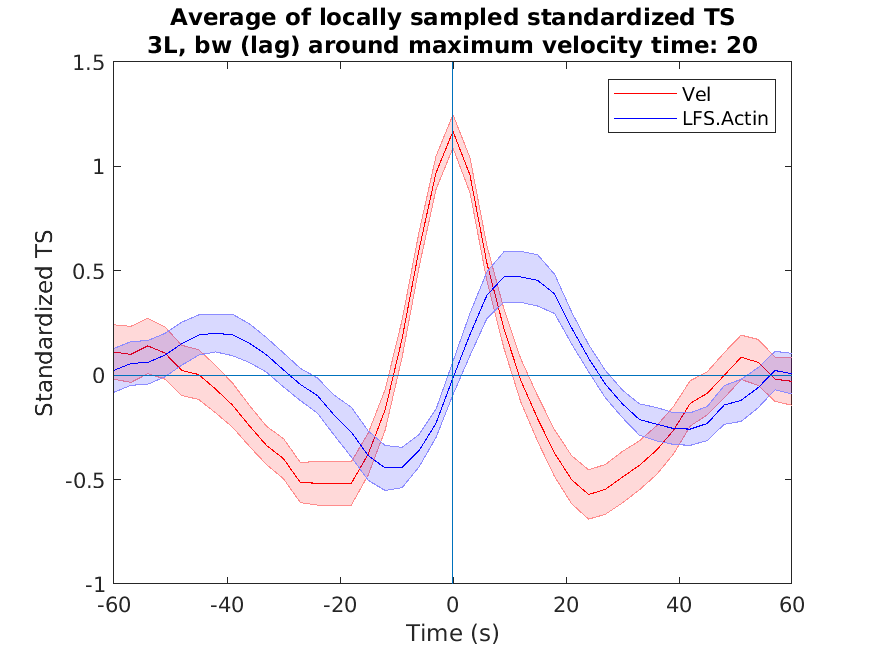 Average of locally sampled standardized TS
3L, bw (lag) around maximum velocity time: 20
1.5
1
0.5
0
-0.5
-1
Standardized TS
Vel
LFS.Actin
-60
-40
-20
0
20
40
60
Time (s)